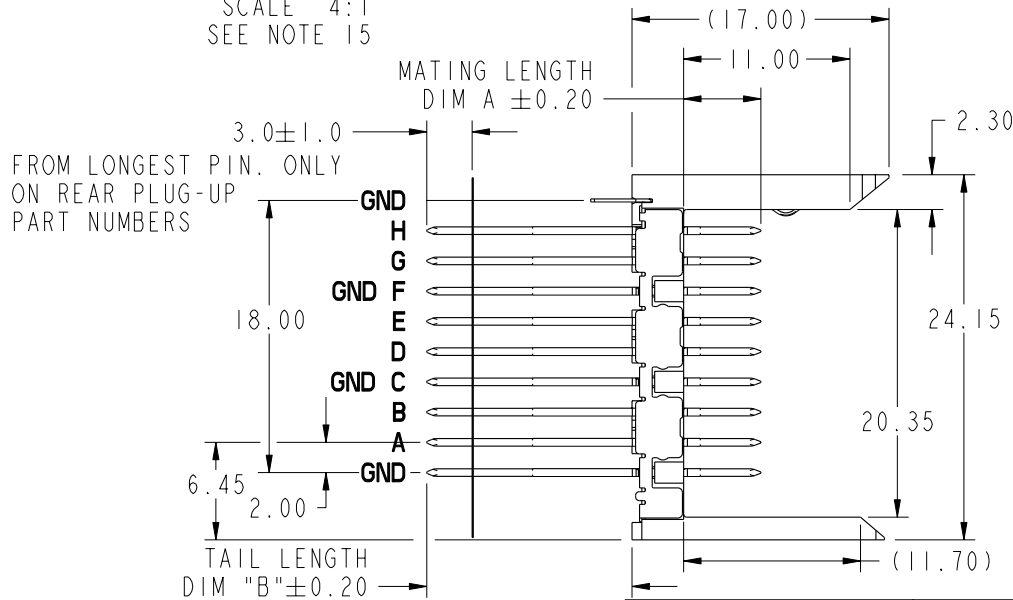 SCALE 4:1
SEE NOTE 15
(17.00)
11.00
MATING LENGTH
DIM A ±0.20
3.0±1.0
2.30
FROM LONGEST PIN. ONLY
ON REAR PLUG-UP
PART NUMBERS
GND
H
G
GND F
18.00
E
24.15
D
GND C
B
20.35
A
GND
6.45
2.00
TAIL LENGTH
DIM "B"±0.20
(11.70)